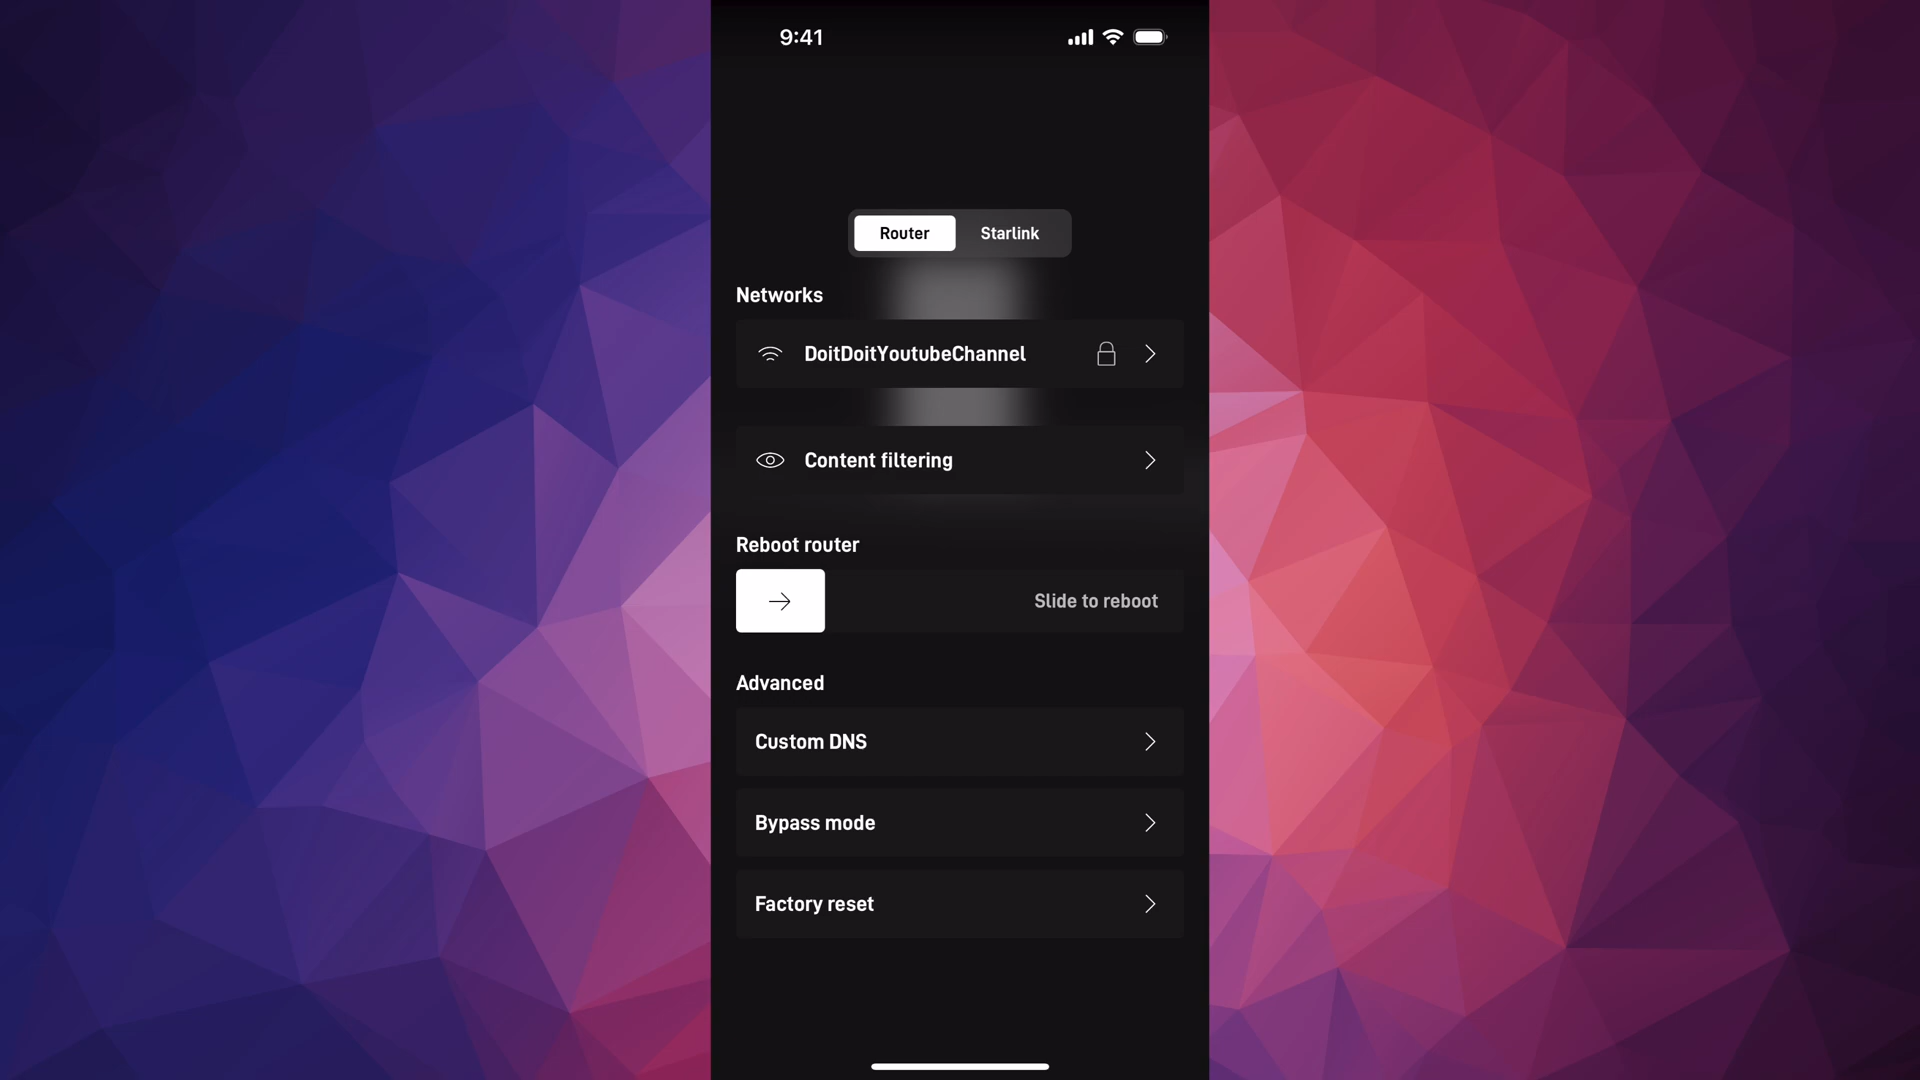 9:41
Router Starlink
Networks
DoitDoitYoutubeChannel
Content filtering
Reboot router
Slide to reboot
Advanced
Custom DNS
Bypass mode
Factory reset